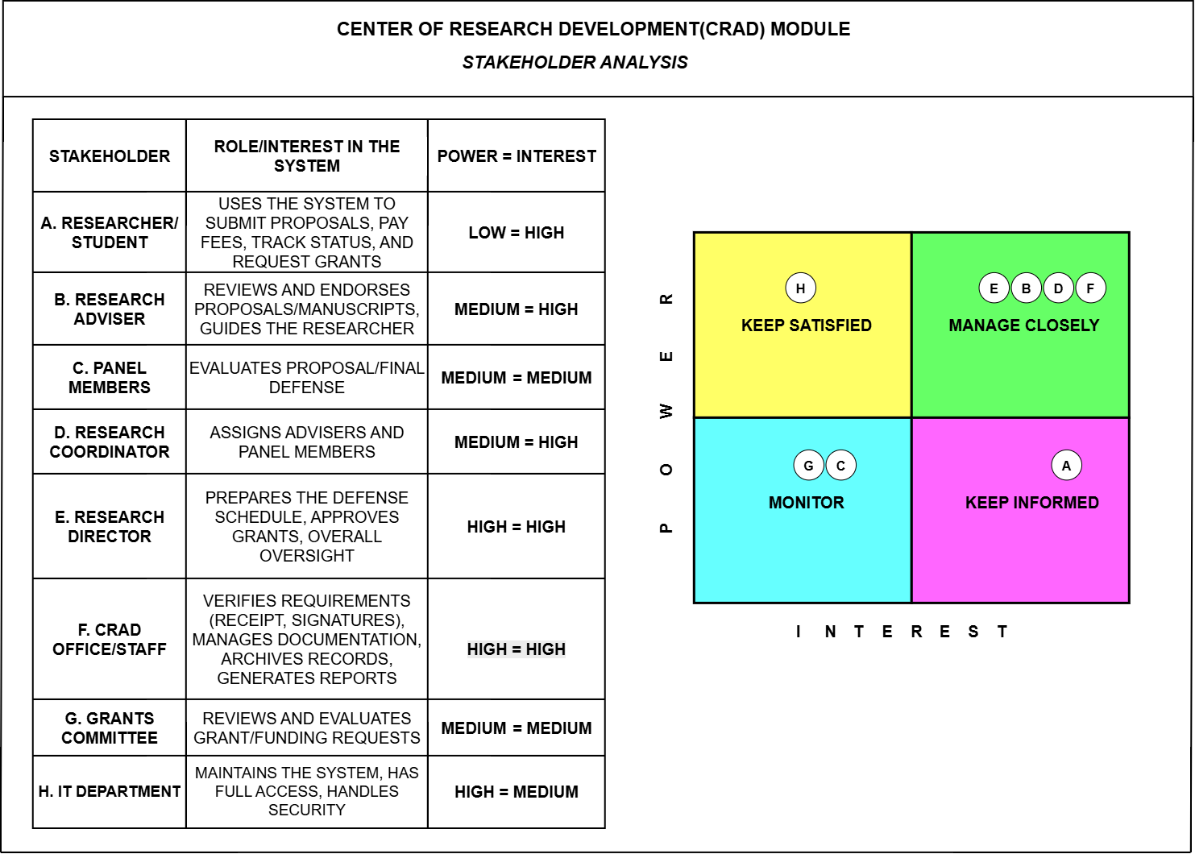 CENTER OF RESEARCH DEVELOPMENT(CRAD) MODULE
STAKEHOLDER ANALYSIS
STAKEHOLDER
ROLE/INTEREST IN THE
SYSTEM
POWER = INTEREST
A. RESEARCHER/
STUDENT
USES THE SYSTEM TO
SUBMIT PROPOSALS, PAY
FEES, TRACK STATUS, AND
REQUEST GRANTS
LOW = HIGH
B. RESEARCH
ADVISER
REVIEWS AND ENDORSES
PROPOSALS/MANUSCRIPTS,
GUIDES THE RESEARCHER
MEDIUM = HIGH
C. PANEL
MEMBERS
EVALUATES PROPOSAL/FINAL
DEFENSE
MEDIUM = MEDIUM
D. RESEARCH
COORDINATOR
ASSIGNS ADVISERS AND
PANEL MEMBERS
MEDIUM = HIGH
E. RESEARCH
DIRECTOR
PREPARES THE DEFENSE
SCHEDULE, APPROVES
GRANTS, OVERALL
OVERSIGHT
HIGH = HIGH
F. CRAD
OFFICE/STAFF
VERIFIES REQUIREMENTS
(RECEIPT, SIGNATURES),
MANAGES DOCUMENTATION,
ARCHIVES RECORDS,
GENERATES REPORTS
HIGH = HIGH
G. GRANTS
COMMITTEE
REVIEWS AND EVALUATES
GRANT/FUNDING REQUESTS
MEDIUM = MEDIUM
H. IT DEPARTMENT
MAINTAINS THE SYSTEM, HAS
FULL ACCESS, HANDLES
SECURITY
HIGH = MEDIUM
POWER
H
KEEP SATISFIED
E B D F
MANAGE CLOSELY
G C
MONITOR
A
KEEP INFORMED
INTEREST